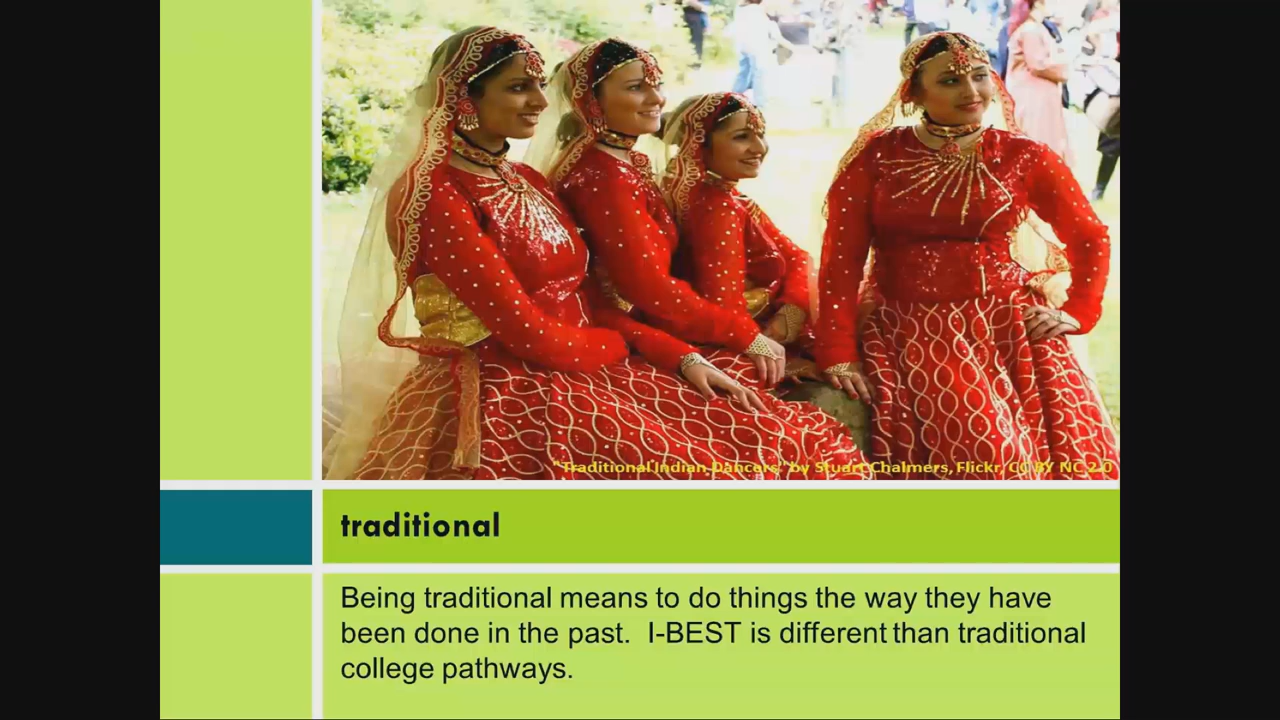 "Traditional Indian Dancers" by Stuart Chalmers, Flickr, CC BY NC 2.0
traditional
Being traditional means to do things the way they have
been done in the past.  I-BEST is different than traditional
college pathways.